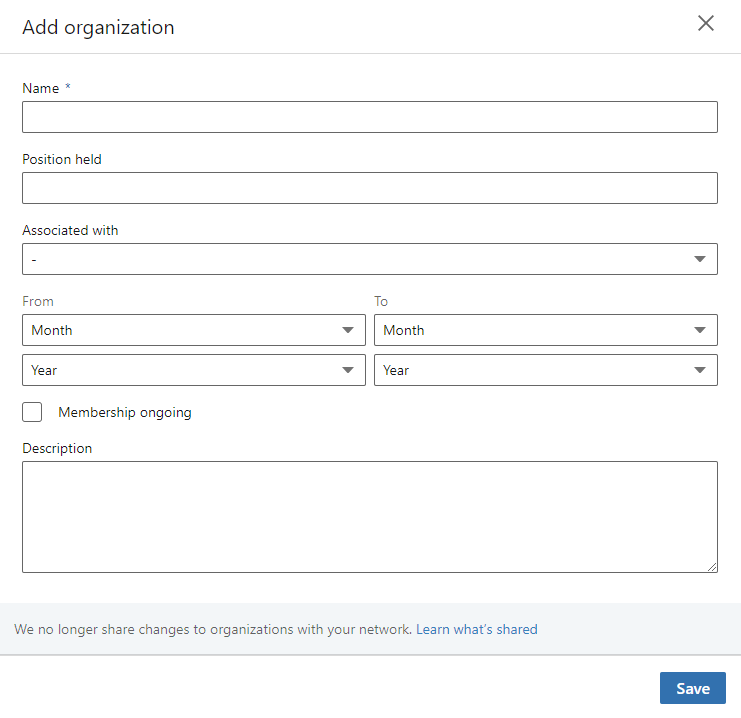 Add organization
Name *
Position held
Associated with
-
From To
Month Month
Year Year
Membership ongoing
Description
We no longer share changes to organizations with your network. Learn what's shared
Save